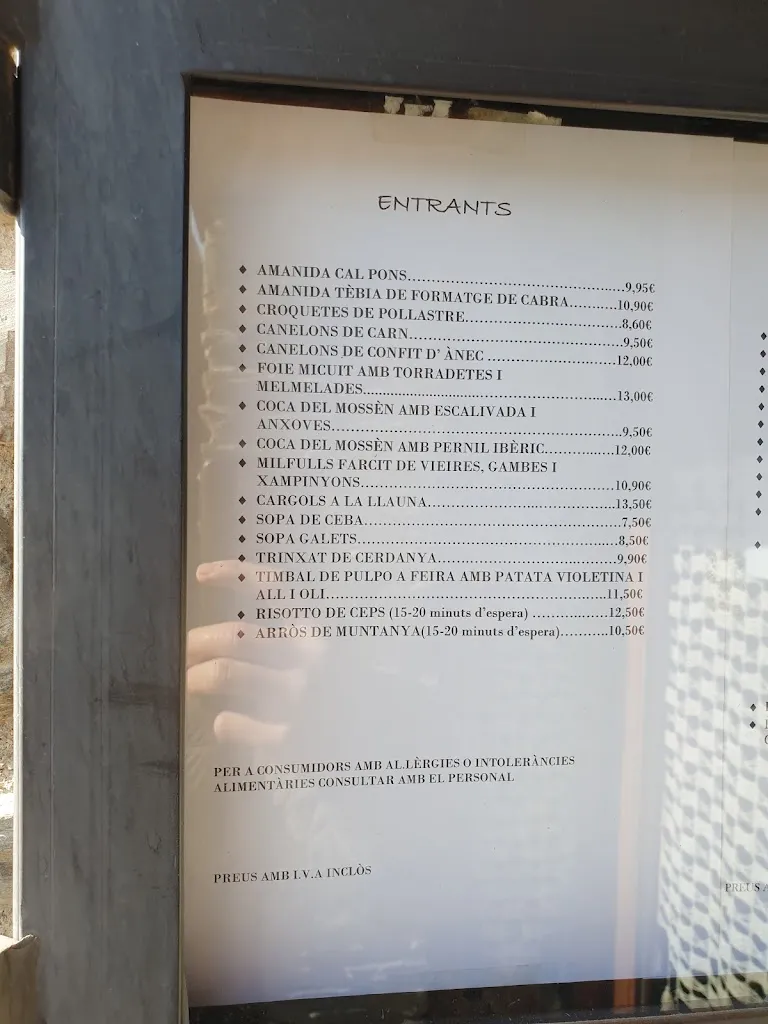 ENTRANTS
♦ AMANIDA CAL PONS......................................................9,95€
♦ AMANIDA TÈBIA DE FORMATGE DE CABRA............10,90€
♦ CROQUETES DE POLLASTRE.......................................8,60€
♦ CANELONS DE CARN.....................................................9,50€
♦ CANELONS DE CONFIT D' ÀNEC ................................12,00€
♦ FOIE MICUIT AMB TORRADETES I
MELMELADES...............................................................13,00€
♦ COCA DEL MOSSÈN AMB ESCALIVADA I
ANXOVES........................................................................9,50€
♦ COCA DEL MOSSÈN AMB PERNIL IBÈRIC.................12,00€
♦ MILFULLS FARCIT DE VIEIRES, GAMBES I
XAMPINYONS...............................................................10,90€
♦ CARGOLS A LA LLAUNA...............................................13,50€
♦ SOPA DE CEBA................................................................7,50€
♦ SOPA GALETS.................................................................8,50€
♦ TRINXAT DE CERDANYA.............................................9,90€
♦ TIMBAL DE PULPO A FEIRA AMB PATATA VIOLETINA I
ALL I OLI......................................................................11,50€
♦ RISOTTO DE CEPS (15-20 minuts d'espera) ...................12,50€
♦ ARRÒS DE MUNTANYA(15-20 minuts d'espera)...........10,50€
PER A CONSUMIDORS AMB AL.LÈRGIES O INTOLERÀNCIES
ALIMENTÀRIES CONSULTAR AMB EL PERSONAL
PREUS AMB I.V.A INCLÒS
PREUS